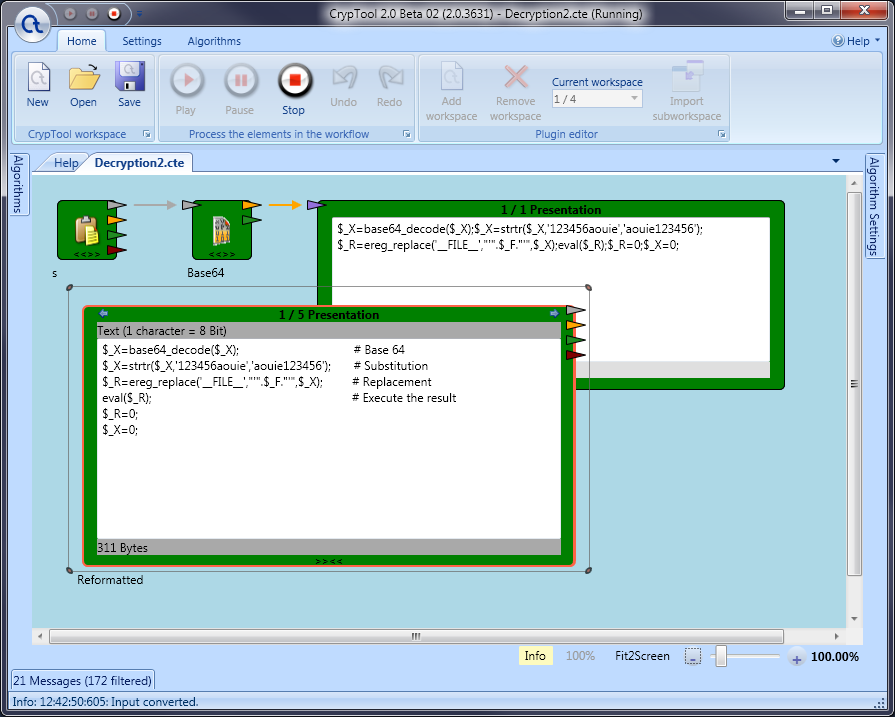 CrypTool 2.0 Beta 02 (2.0.3631) - Decryption2.cte (Running)
Ct
Home Settings Algorithms Help
New Open Save Play Pause Stop Undo Redo Add workspace Remove workspace Current workspace 1 / 4 Import subworkspace
CrypTool workspace Process the elements in the workflow Plugin editor
Algorithms
Help Decryption2.cte
Algorithm Settings
1 / 1 Presentation
$_X=base64_decode($_X);$_X=strtr($_X,'123456aouie','aouie123456');
$_R=ereg_replace('__FILE__',"'".$_F."'",$_X);eval($_R);$_R=0;$_X=0;
<<>> <<>>
s Base64
1 / 5 Presentation
Text (1 character = 8 Bit)
$_X=base64_decode($_X); # Base 64
$_X=strtr($_X,'123456aouie','aouie123456'); # Substitution
$_R=ereg_replace('__FILE__',"'".$_F."'",$_X); # Replacement
eval($_R); # Execute the result
$_R=0;
$_X=0;
311 Bytes
>><<
Reformatted
Info 100% Fit2Screen - + 100.00%
21 Messages (172 filtered)
Info: 12:42:50:605: Input converted.